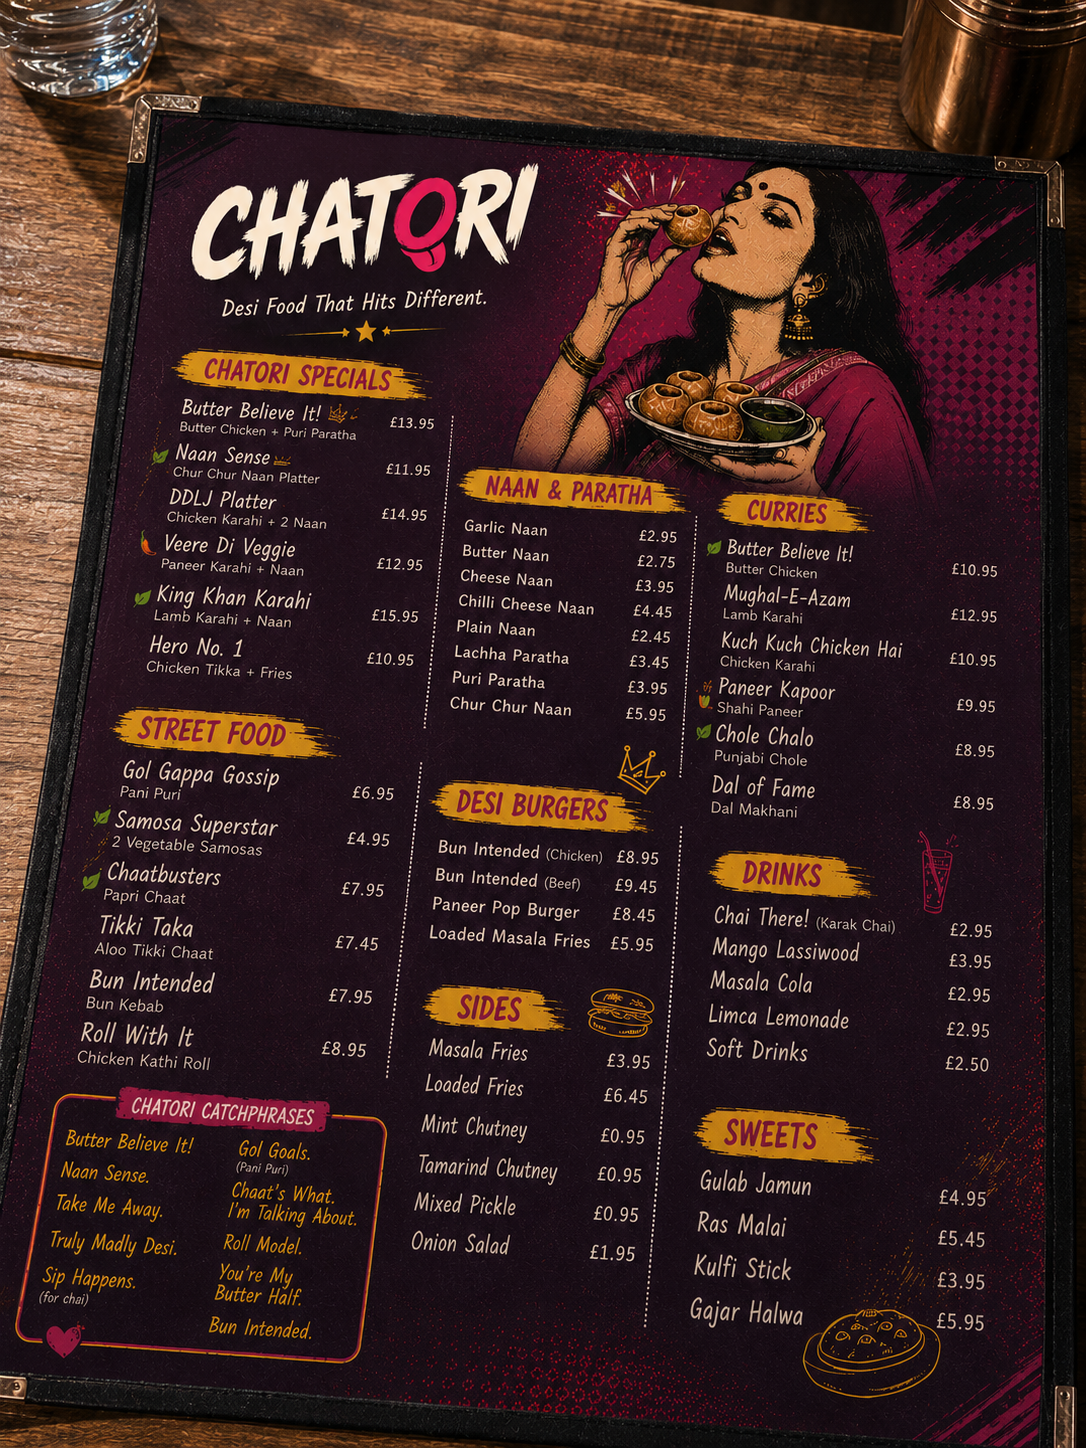 CHATORI
Desi Food That Hits Different.
CHATORI SPECIALS
Butter Believe It! £13.95
Butter Chicken + Puri Paratha
Naan Sense £11.95
Chur Chur Naan Platter
DDLJ Platter £14.95
Chicken Karahi + 2 Naan
Veere Di Veggie £12.95
Paneer Karahi + Naan
King Khan Karahi £15.95
Lamb Karahi + Naan
Hero No. 1 £10.95
Chicken Tikka + Fries
STREET FOOD
Gol Gappa Gossip £6.95
Pani Puri
Samosa Superstar £4.95
2 Vegetable Samosas
Chaatbusters £7.95
Papri Chaat
Tikki Taka £7.45
Aloo Tikki Chaat
Bun Intended £7.95
Bun Kebab
Roll With It £8.95
Chicken Kathi Roll
CHATORI CATCHPHRASES
Butter Believe It!
Naan Sense.
Take Me Away.
Truly Madly Desi.
Sip Happens.
(for chai)
Gol Goals.
(Pani Puri)
Chaat's What.
I'm Talking About.
Roll Model.
You're My
Butter Half.
Bun Intended.
NAAN & PARATHA
Garlic Naan £2.95
Butter Naan £2.75
Cheese Naan £3.95
Chilli Cheese Naan £4.45
Plain Naan £2.45
Lachha Paratha £3.45
Puri Paratha £3.95
Chur Chur Naan £5.95
DESI BURGERS
Bun Intended (Chicken) £8.95
Bun Intended (Beef) £9.45
Paneer Pop Burger £8.45
Loaded Masala Fries £5.95
SIDES
Masala Fries £3.95
Loaded Fries £6.45
Mint Chutney £0.95
Tamarind Chutney £0.95
Mixed Pickle £0.95
Onion Salad £1.95
CURRIES
Butter Believe It! £10.95
Butter Chicken
Mughal-E-Azam £12.95
Lamb Karahi
Kuch Kuch Chicken Hai £10.95
Chicken Karahi
Paneer Kapoor £9.95
Shahi Paneer
Chole Chalo £8.95
Punjabi Chole
Dal of Fame £8.95
Dal Makhani
DRINKS
Chai There! (Karak Chai) £2.95
Mango Lassiwood £3.95
Masala Cola £2.95
Limca Lemonade £2.95
Soft Drinks £2.50
SWEETS
Gulab Jamun £4.95
Ras Malai £5.45
Kulfi Stick £3.95
Gajar Halwa £5.95